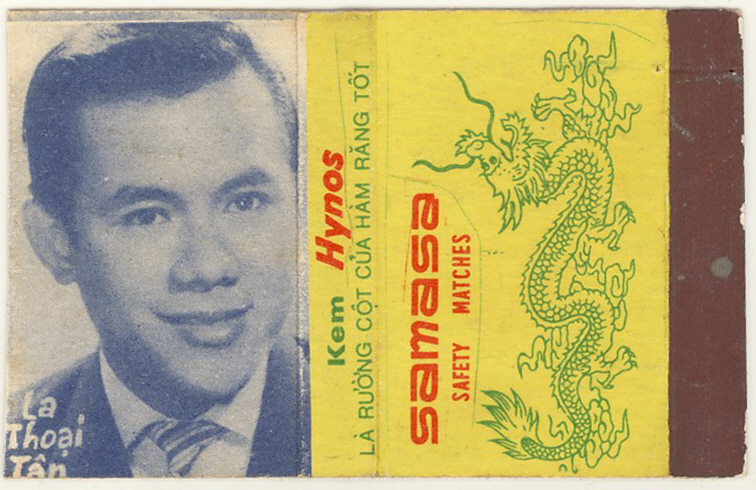 La
Thoại
Tân
Kem Hynos
LÀ RƯỜNG CỘT CỦA HÀM RĂNG TỐT
samasa
SAFETY MATCHES